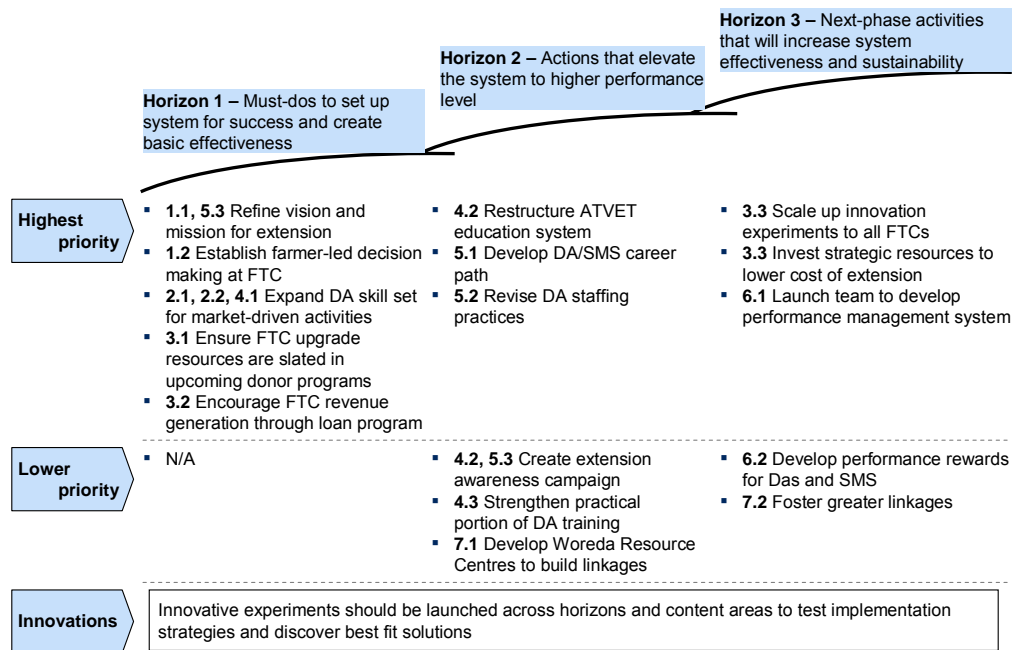 Horizon 3 – Next-phase activities
that will increase system
effectiveness and sustainability
Horizon 2 – Actions that elevate
the system to higher performance
level
Horizon 1 – Must-dos to set up
system for success and create
basic effectiveness
Highest
priority
▪ 1.1, 5.3 Refine vision and
mission for extension
▪ 1.2 Establish farmer-led decision
making at FTC
▪ 2.1, 2.2, 4.1 Expand DA skill set
for market-driven activities
▪ 3.1 Ensure FTC upgrade
resources are slated in
upcoming donor programs
▪ 3.2 Encourage FTC revenue
generation through loan program
▪ 4.2 Restructure ATVET
education system
▪ 5.1 Develop DA/SMS career
path
▪ 5.2 Revise DA staffing
practices
▪ 3.3 Scale up innovation
experiments to all FTCs
▪ 3.3 Invest strategic resources to
lower cost of extension
▪ 6.1 Launch team to develop
performance management system
Lower
priority
▪ N/A
▪ 4.2, 5.3 Create extension
awareness campaign
▪ 4.3 Strengthen practical
portion of DA training
▪ 7.1 Develop Woreda Resource
Centres to build linkages
▪ 6.2 Develop performance rewards
for Das and SMS
▪ 7.2 Foster greater linkages
Innovations
Innovative experiments should be launched across horizons and content areas to test implementation
strategies and discover best fit solutions